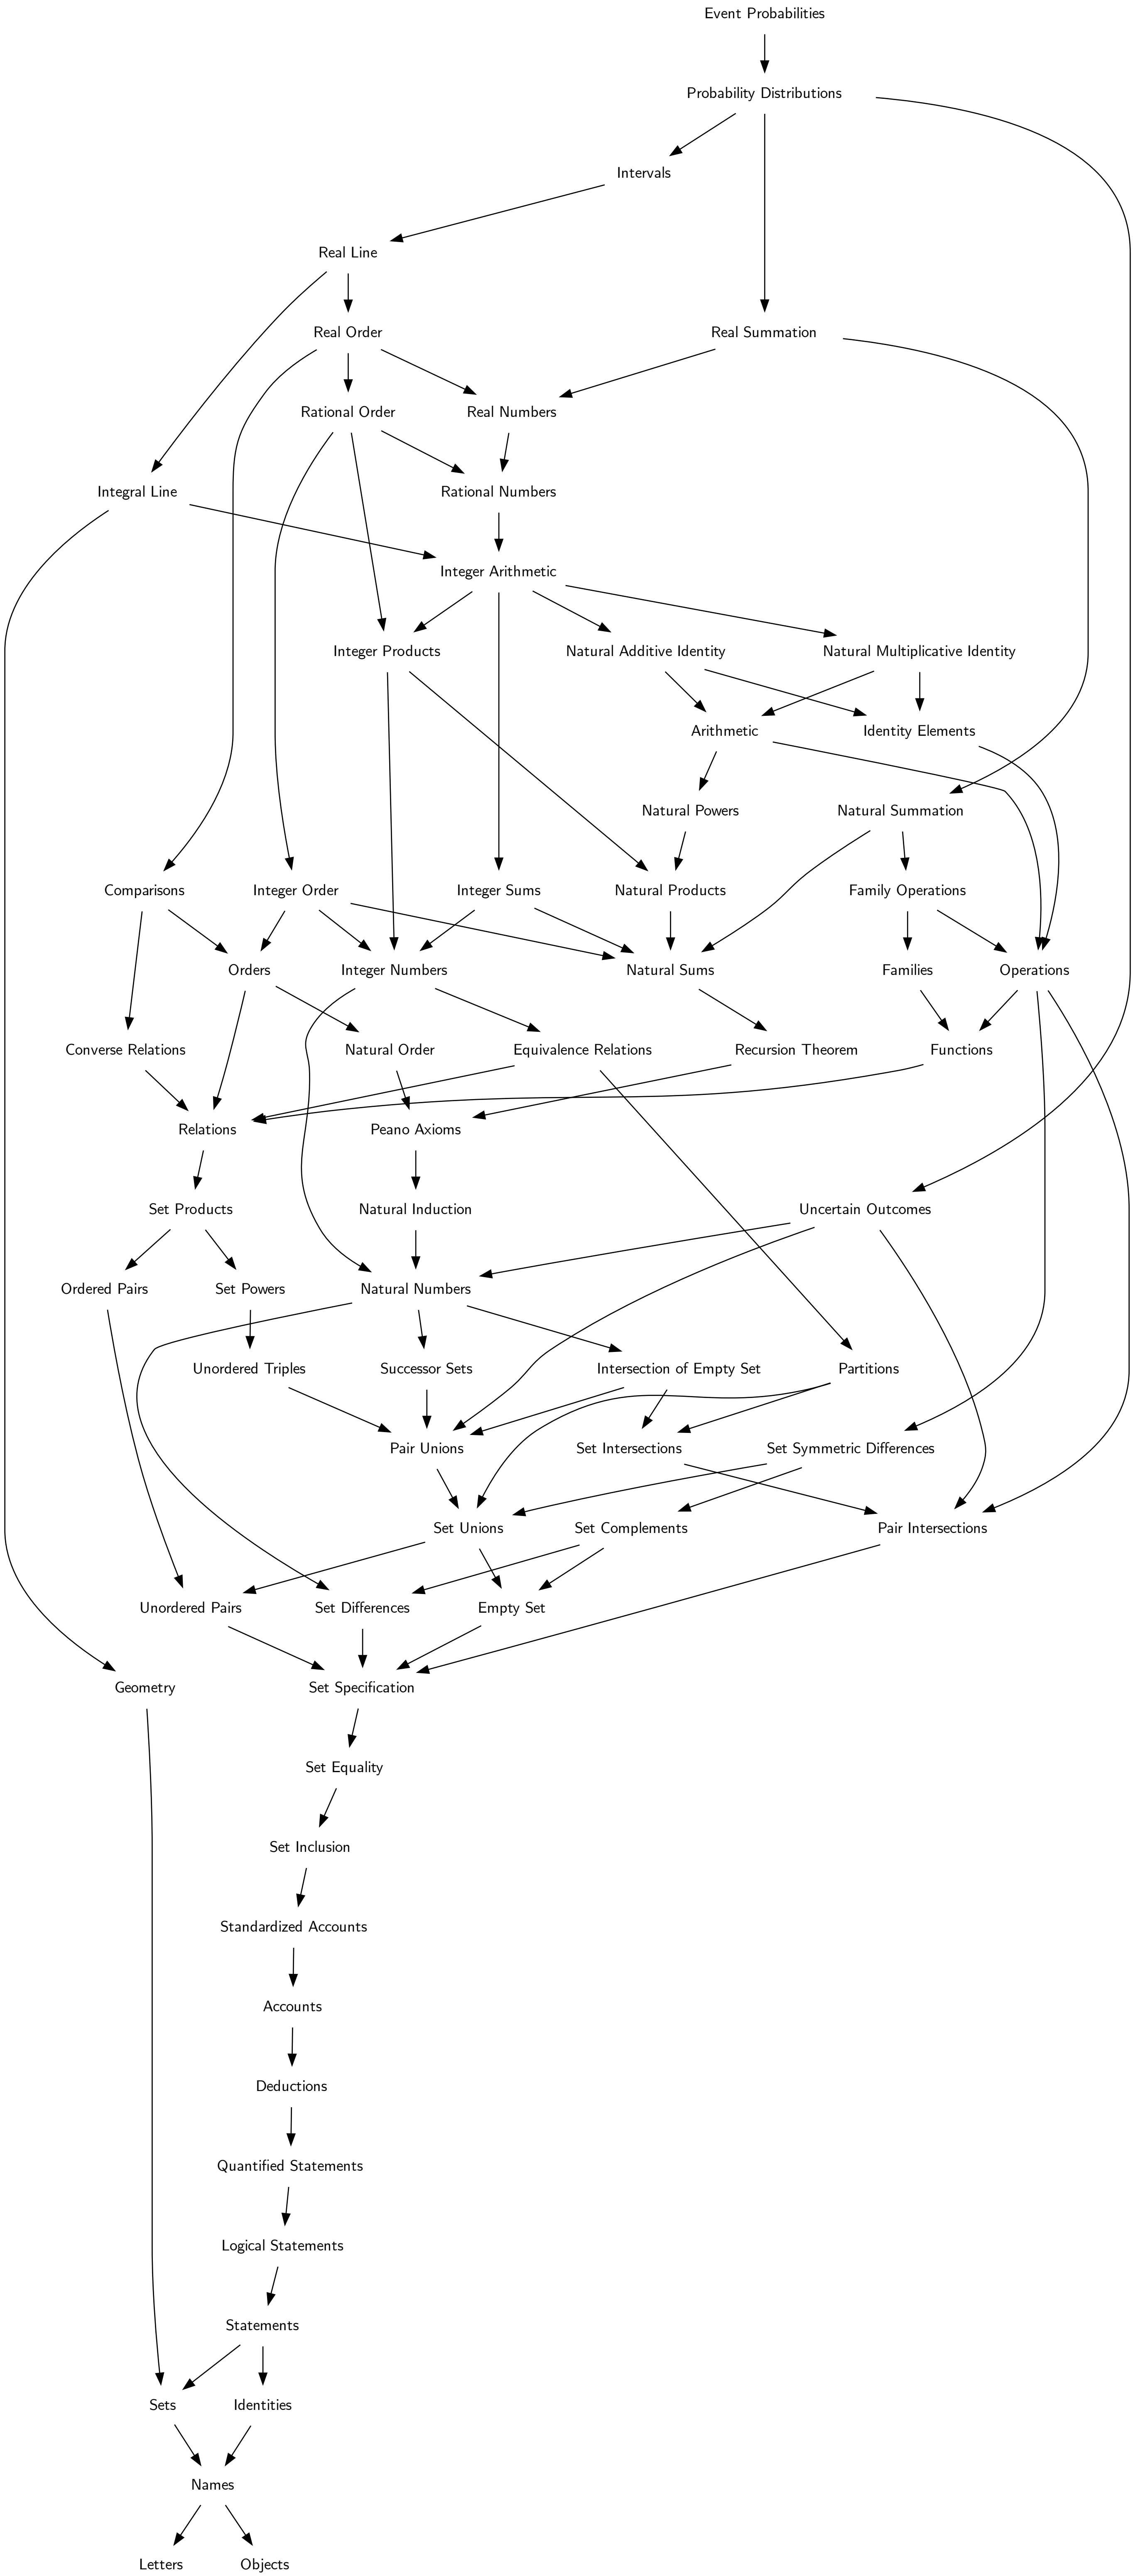 Event Probabilities
Probability Distributions
Intervals
Real Line
Real Order
Real Summation
Rational Order
Real Numbers
Integral Line
Rational Numbers
Integer Arithmetic
Integer Products
Natural Additive Identity
Natural Multiplicative Identity
Arithmetic
Identity Elements
Natural Powers
Natural Summation
Comparisons
Integer Order
Integer Sums
Natural Products
Family Operations
Orders
Integer Numbers
Natural Sums
Families
Operations
Converse Relations
Natural Order
Equivalence Relations
Recursion Theorem
Functions
Relations
Peano Axioms
Set Products
Natural Induction
Uncertain Outcomes
Ordered Pairs
Set Powers
Natural Numbers
Unordered Triples
Successor Sets
Intersection of Empty Set
Partitions
Pair Unions
Set Intersections
Set Symmetric Differences
Set Unions
Set Complements
Pair Intersections
Unordered Pairs
Set Differences
Empty Set
Geometry
Set Specification
Set Equality
Set Inclusion
Standardized Accounts
Accounts
Deductions
Quantified Statements
Logical Statements
Statements
Sets
Identities
Names
Letters
Objects